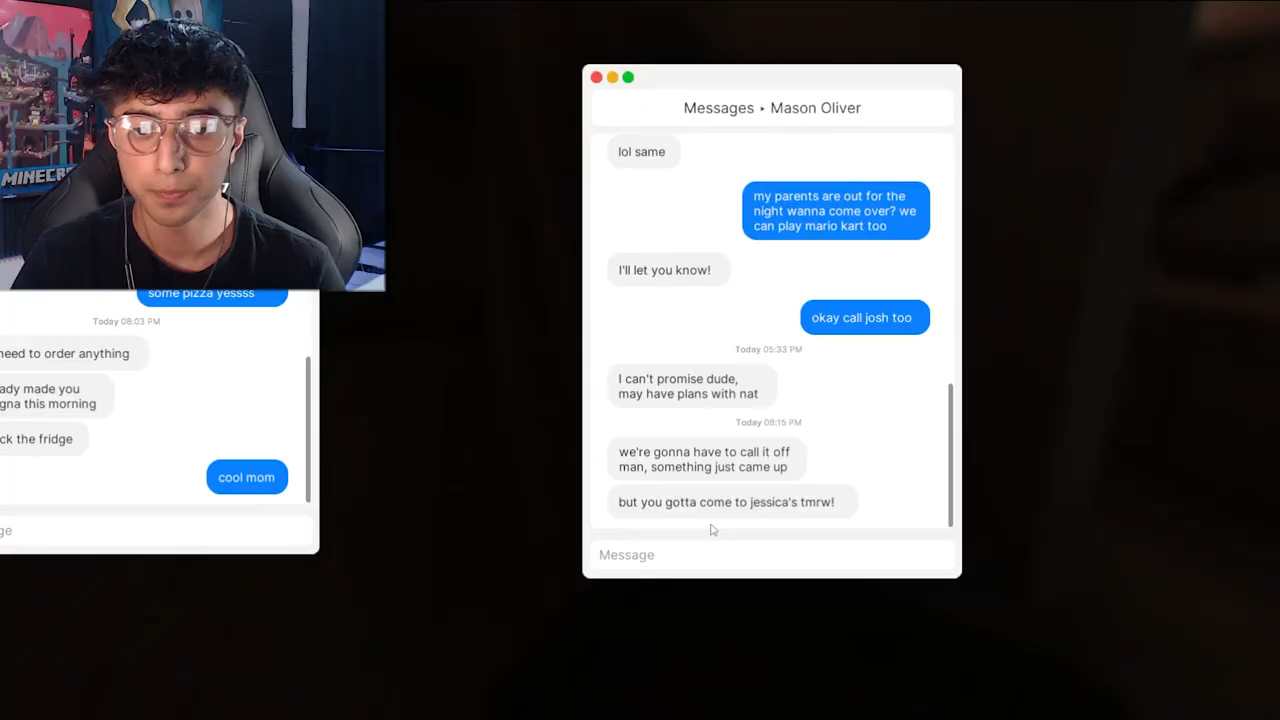 MINECR
some pizza yessss
Today 08:03 PM
need to order anything
ady made you
gna this morning
ck the fridge
cool mom
ge
Messages ‣ Mason Oliver
lol same
my parents are out for the
night wanna come over? we
can play mario kart too
I'll let you know!
okay call josh too
Today 05:33 PM
I can't promise dude,
may have plans with nat
Today 08:15 PM
we're gonna have to call it off
man, something just came up
but you gotta come to jessica's tmrw!
Message